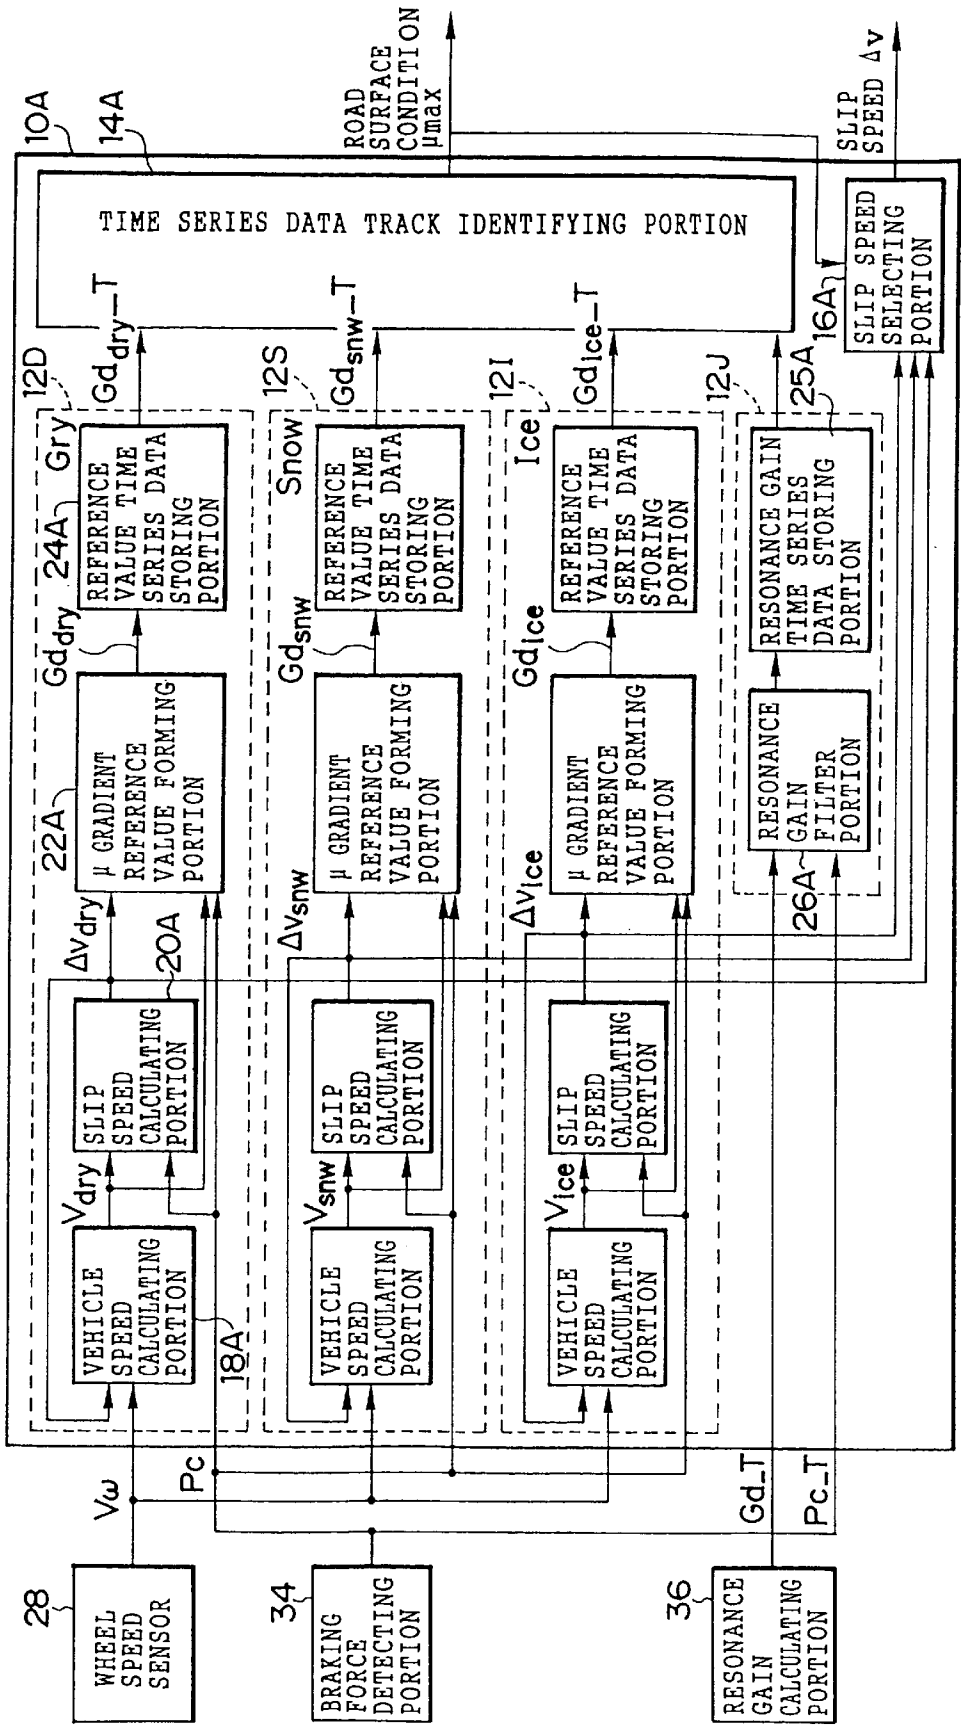 28
WHEEL
SPEED
SENSOR
34
BRAKING
FORCE
DETECTING
PORTION
36
RESONANCE
GAIN
CALCULATING
PORTION
Vω
Pc
Gd_T
Pc_T
10A
12D
Gry
VEHICLE
SPEED
CALCULATING
PORTION
18A
Vdry
SLIP
SPEED
CALCULATING
PORTION
20A
Δvdry
22A
μ GRADIENT
REFERENCE
VALUE FORMING
PORTION
Gddry
24A
REFERENCE
VALUE TIME
SERIES DATA
STORING
PORTION
Gddry_T
12S
Snow
VEHICLE
SPEED
CALCULATING
PORTION
Vsnw
SLIP
SPEED
CALCULATING
PORTION
Δvsnw
μ GRADIENT
REFERENCE
VALUE FORMING
PORTION
Gdsnw
REFERENCE
VALUE TIME
SERIES DATA
STORING
PORTION
Gdsnw_T
12I
Ice
VEHICLE
SPEED
CALCULATING
PORTION
Vice
SLIP
SPEED
CALCULATING
PORTION
Δvice
μ GRADIENT
REFERENCE
VALUE FORMING
PORTION
Gdice
REFERENCE
VALUE TIME
SERIES DATA
STORING
PORTION
Gdice_T
12J
RESONANCE
GAIN
FILTER
PORTION
26A
RESONANCE GAIN
TIME SERIES
DATA STORING
PORTION
25A
14A
TIME SERIES DATA TRACK IDENTIFYING PORTION
16A
SLIP SPEED
SELECTING
PORTION
ROAD
SURFACE
CONDITION
μmax
SLIP
SPEED Δv